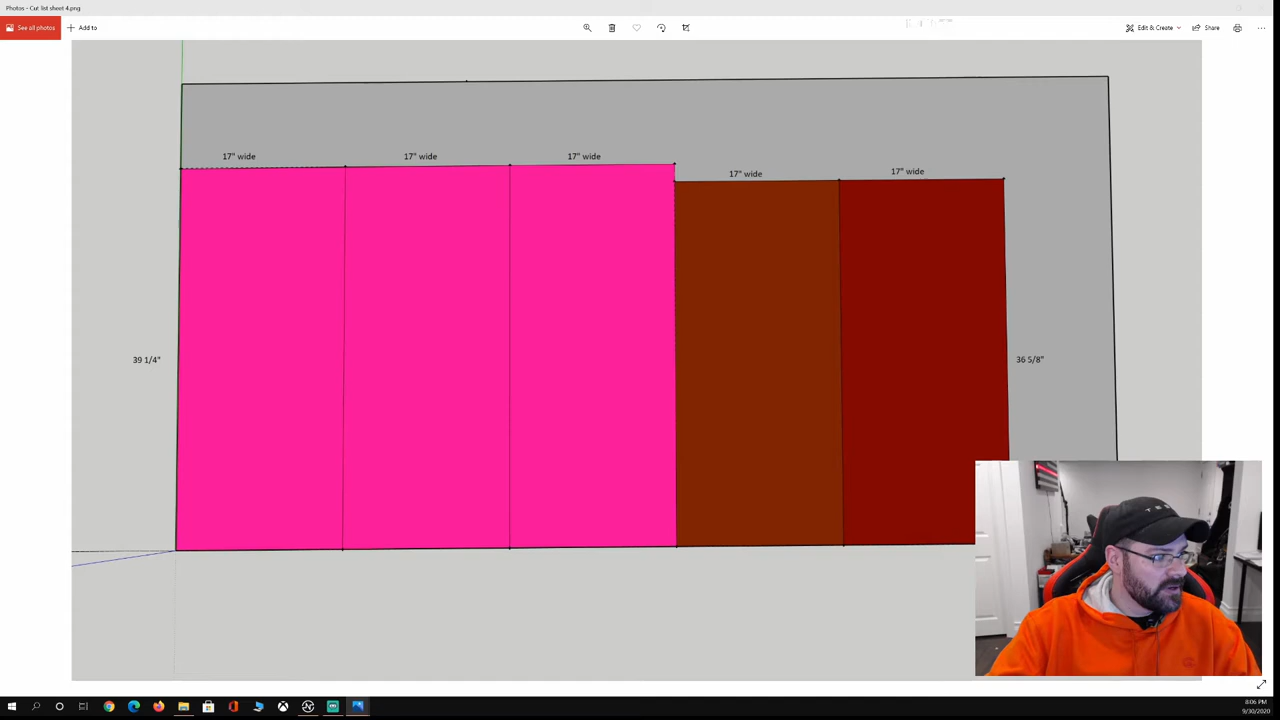 Photos - Cut list sheet 4.png
See all photos
Add to
Edit & Create
Share
17" wide
17" wide
17" wide
17" wide
17" wide
39 1/4"
36 5/8"
8:06 PM
9/30/2020